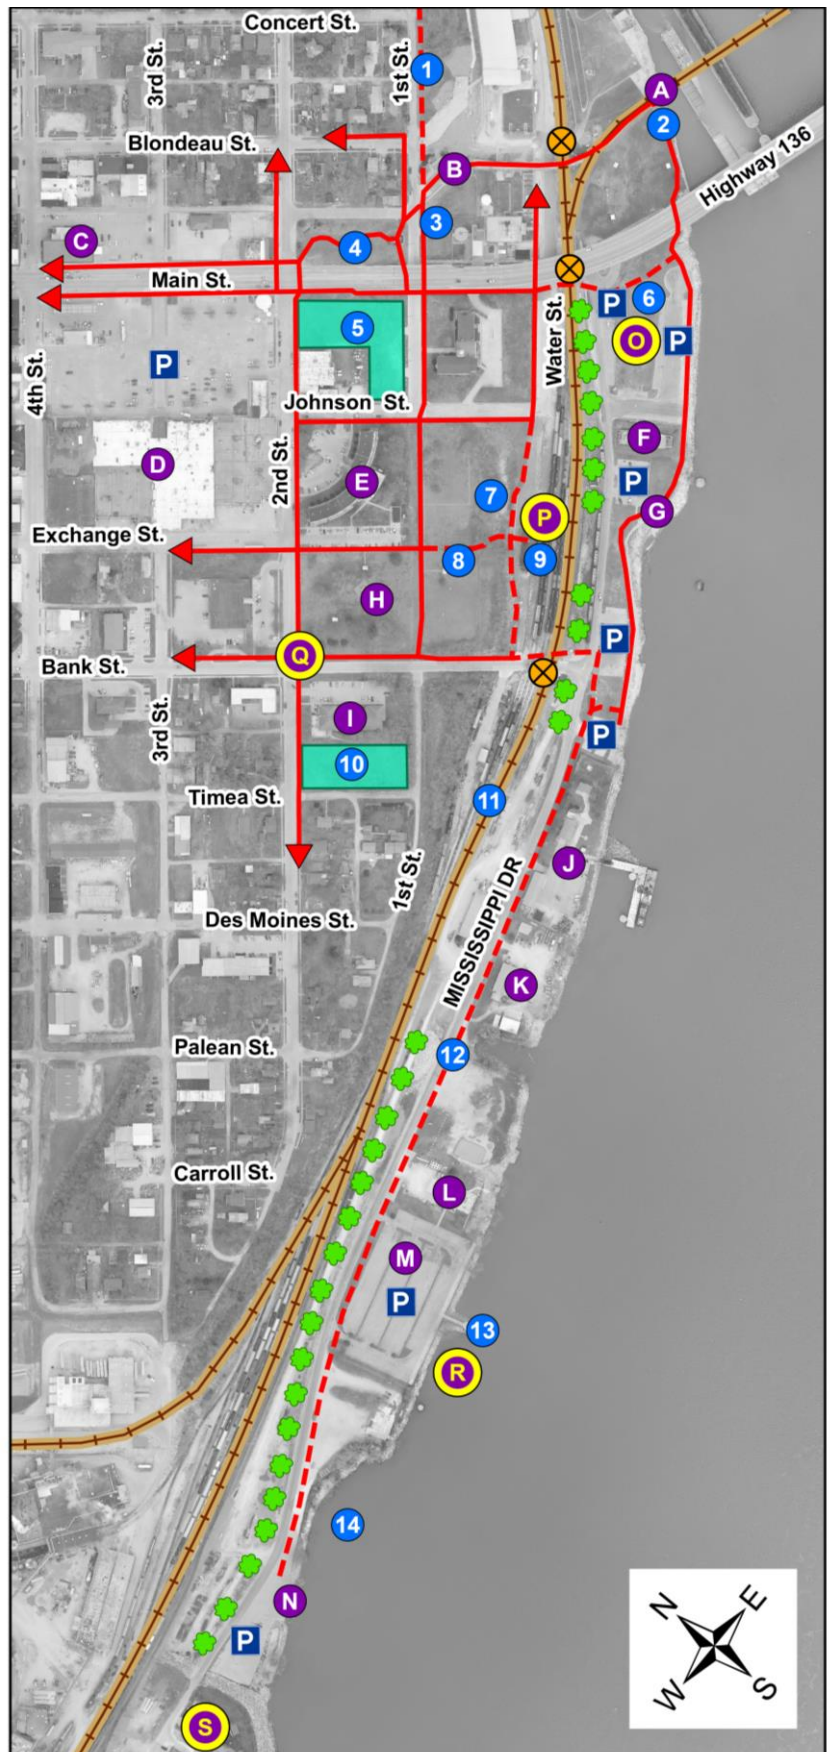 Concert St.
3rd St.
1st St.
1
A
2
Blondeau St.
Highway 136
B
3
C
4
Main St.
P
6
5
O
P
Water St.
P
4th St.
Johnson St.
F
D
2nd St.
E
P
7
G
P
Exchange St.
8
9
H
P
Q
Bank St.
3rd St.
I
P
10
Timea St.
11
J
1st St.
MISSISSIPPI DR
Des Moines St.
K
Palean St.
12
Carroll St.
L
M
P
13
R
14
N
P
S
N
E
W
S